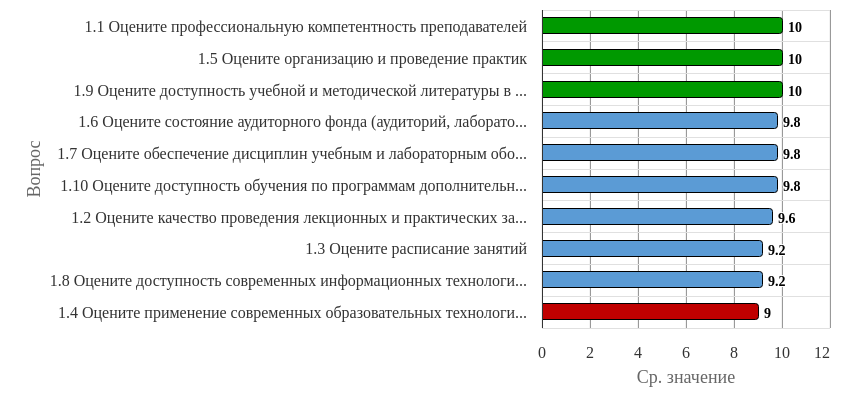 1.1 Оцените профессиональную компетентность преподавателей 10
1.5 Оцените организацию и проведение практик 10
1.9 Оцените доступность учебной и методической литературы в ... 10
1.6 Оцените состояние аудиторного фонда (аудиторий, лаборато... 9.8
1.7 Оцените обеспечение дисциплин учебным и лабораторным обо... 9.8
1.10 Оцените доступность обучения по программам дополнительн... 9.8
1.2 Оцените качество проведения лекционных и практических за... 9.6
1.3 Оцените расписание занятий 9.2
1.8 Оцените доступность современных информационных технологи... 9.2
1.4 Оцените применение современных образовательных технологи... 9
Вопрос
0 2 4 6 8 10 12
Ср. значение